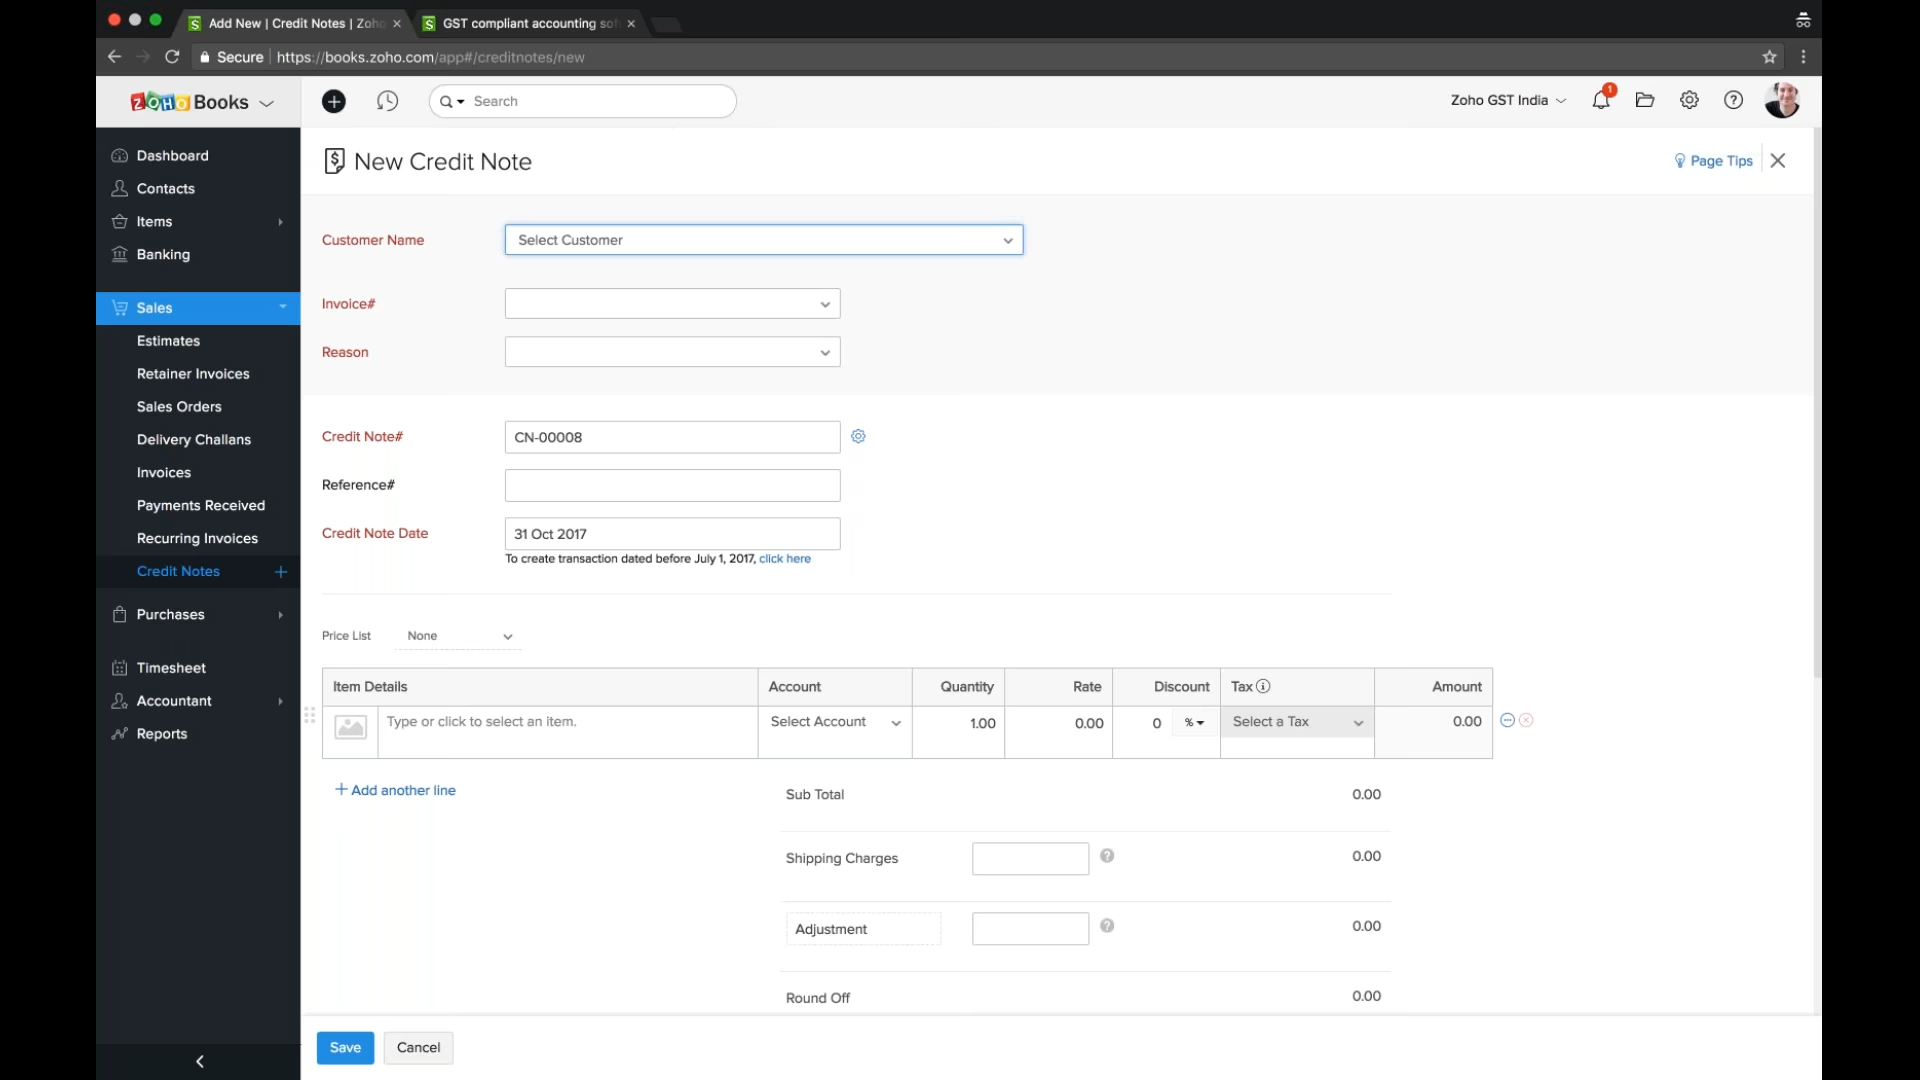 Add New | Credit Notes | Zoho
GST compliant accounting sof
Secure https://books.zoho.com/app#/creditnotes/new
ZOHO Books
Search
Zoho GST India
1
Dashboard
Contacts
Items
Banking
Sales
Estimates
Retainer Invoices
Sales Orders
Delivery Challans
Invoices
Payments Received
Recurring Invoices
Credit Notes
Purchases
Timesheet
Accountant
Reports
New Credit Note
Page Tips
Customer Name
Select Customer
Invoice#
Reason
Credit Note#
CN-00008
Reference#
Credit Note Date
31 Oct 2017
To create transaction dated before July 1, 2017, click here
Price List None
Item Details Account Quantity Rate Discount Tax Amount
Type or click to select an item. Select Account 1.00 0.00 0 % Select a Tax 0.00
+ Add another line
Sub Total 0.00
Shipping Charges 0.00
Adjustment 0.00
Round Off 0.00
Save Cancel